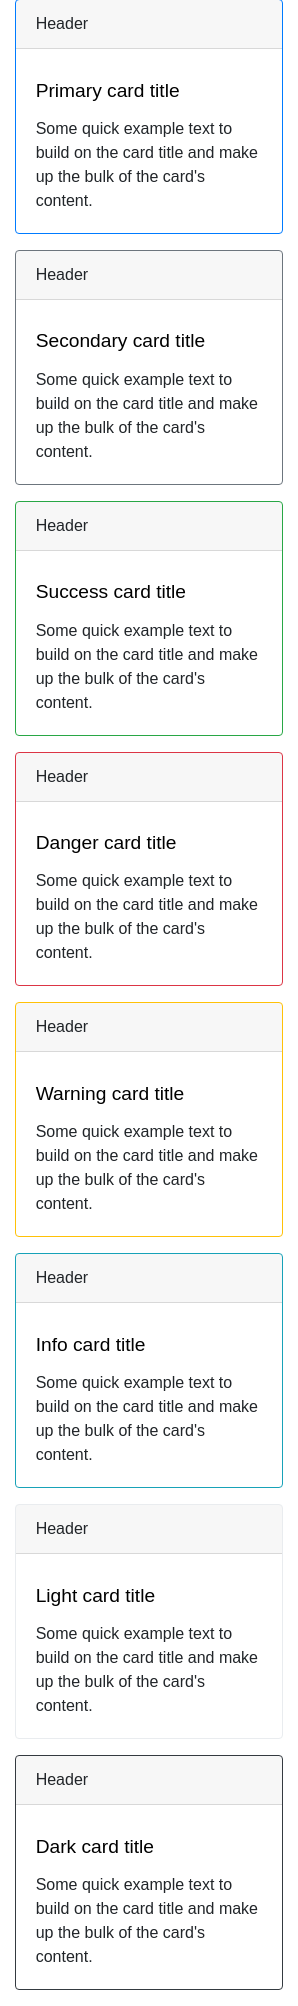 Header
Primary card title
Some quick example text to
build on the card title and make
up the bulk of the card's
content.
Header
Secondary card title
Some quick example text to
build on the card title and make
up the bulk of the card's
content.
Header
Success card title
Some quick example text to
build on the card title and make
up the bulk of the card's
content.
Header
Danger card title
Some quick example text to
build on the card title and make
up the bulk of the card's
content.
Header
Warning card title
Some quick example text to
build on the card title and make
up the bulk of the card's
content.
Header
Info card title
Some quick example text to
build on the card title and make
up the bulk of the card's
content.
Header
Light card title
Some quick example text to
build on the card title and make
up the bulk of the card's
content.
Header
Dark card title
Some quick example text to
build on the card title and make
up the bulk of the card's
content.